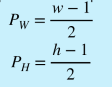 P_W = (w − 1)/2
P_H = (h − 1)/2